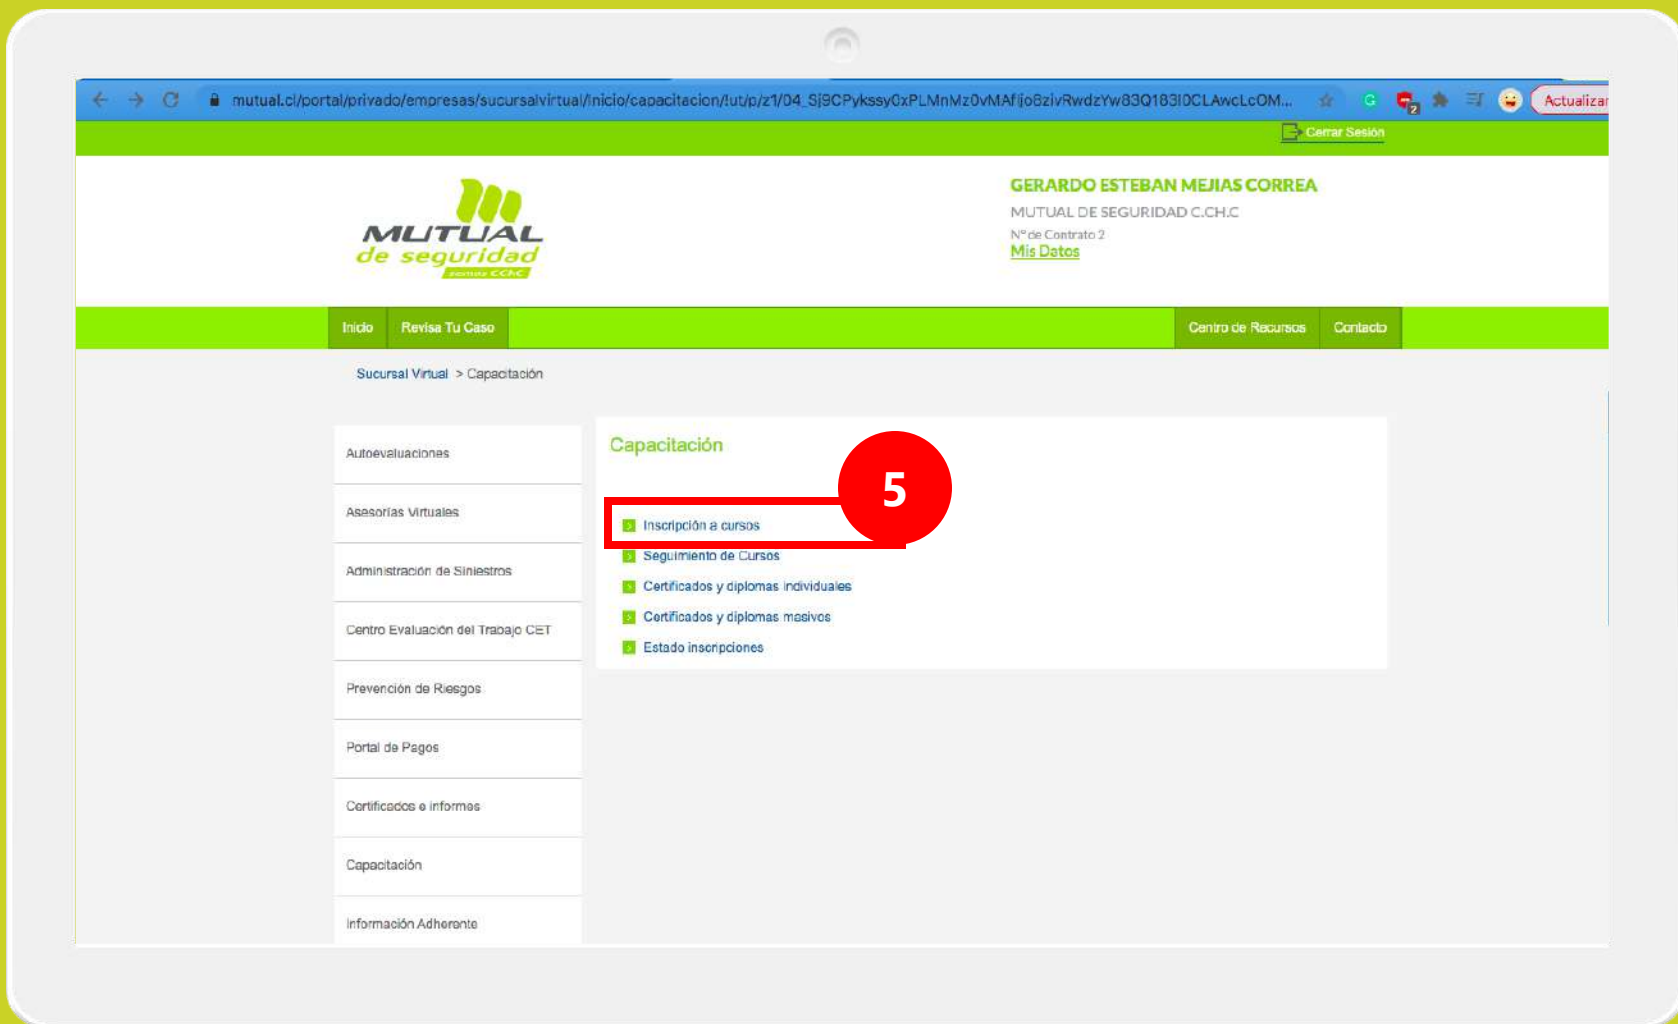 mutual.cl/portal/privado/empresas/sucursalvirtual/inicio/capacitacion/!ut/p/z1/04_Sj9CPykssy0xPLMnMz0vMAfIjo8zivRwdzYw83Q183I0CLAwcLcOM...
2
Actualizar
Cerrar Sesión
MUTUAL
de seguridad
GERARDO ESTEBAN MEJIAS CORREA
MUTUAL DE SEGURIDAD C.CH.C
N° de Contrato 2
Mis Datos
Inicio Revisa Tu Caso Centro de Recursos Contacto
Sucursal Virtual > Capacitación
Autoevaluaciones
Asesorías Virtuales
Administración de Siniestros
Centro Evaluación del Trabajo CET
Prevención de Riesgos
Portal de Pagos
Certificados e informes
Capacitación
Información Adherente
Capacitación
5
Inscripción a cursos
Seguimiento de Cursos
Certificados y diplomas individuales
Certificados y diplomas masivos
Estado inscripciones